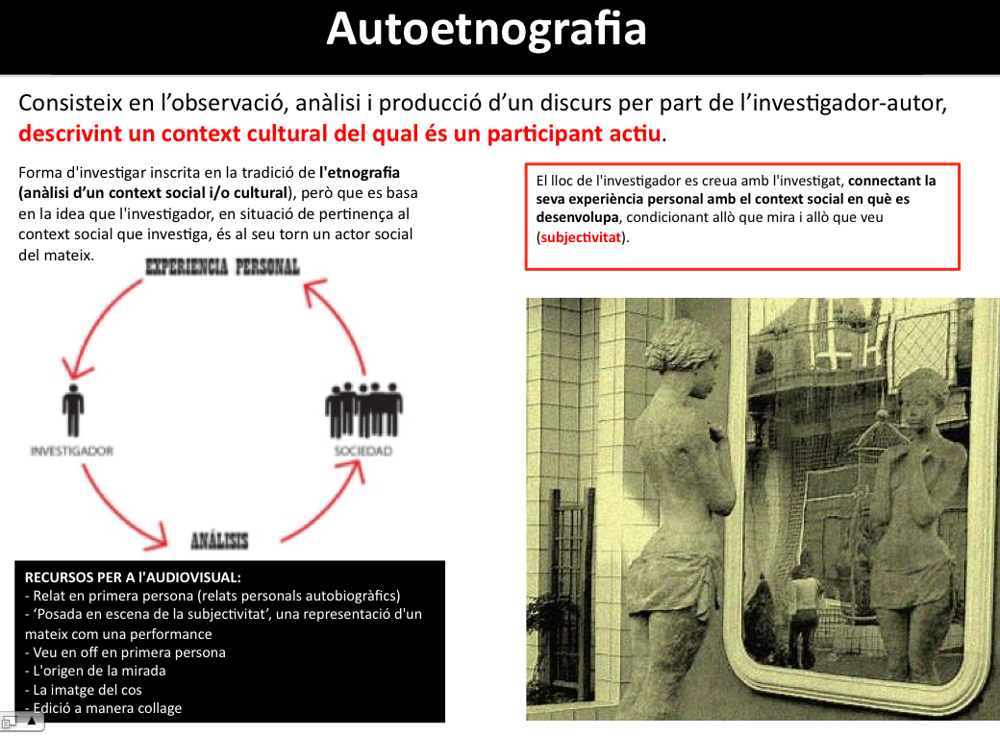 Autoetnografia
Consisteix en l’observació, anàlisi i producció d’un discurs per part de l’investigador-autor,
descrivint un context cultural del qual és un participant actiu.
Forma d'investigar inscrita en la tradició de l'etnografia
(anàlisi d’un context social i/o cultural), però que es basa
en la idea que l'investigador, en situació de pertinença al
context social que investiga, és al seu torn un actor social
del mateix.
EXPERIENCIA PERSONAL
INVESTIGADOR
SOCIEDAD
ANÁLISIS
RECURSOS PER A l'AUDIOVISUAL:
- Relat en primera persona (relats personals autobiogràfics)
- ‘Posada en escena de la subjectivitat’, una representació d'un
mateix com una performance
- Veu en off en primera persona
- L'origen de la mirada
- La imatge del cos
- Edició a manera collage
El lloc de l'investigador es creua amb l'investigat, connectant la
seva experiència personal amb el context social en què es
desenvolupa, condicionant allò que mira i allò que veu
(subjectivitat).